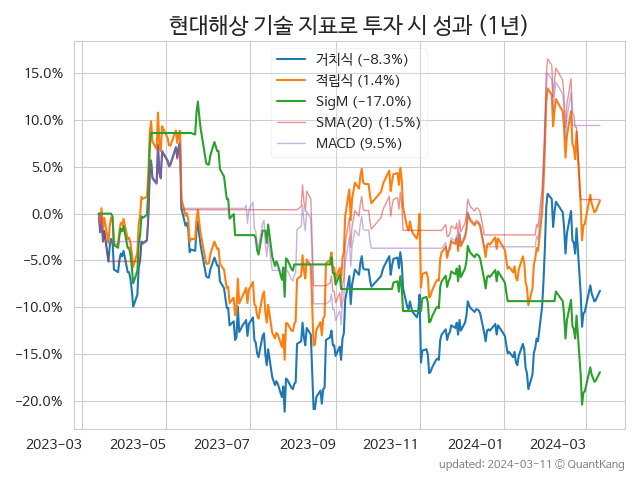 현대해상 기술 지표로 투자 시 성과 (1년)
거치식 (−8.3%)
적립식 (1.4%)
SigM (−17.0%)
SMA(20) (1.5%)
MACD (9.5%)
15.0%
10.0%
5.0%
0.0%
−5.0%
−10.0%
−15.0%
−20.0%
2023-03 2023-05 2023-07 2023-09 2023-11 2024-01 2024-03
updated: 2024-03-11 © QuantKang